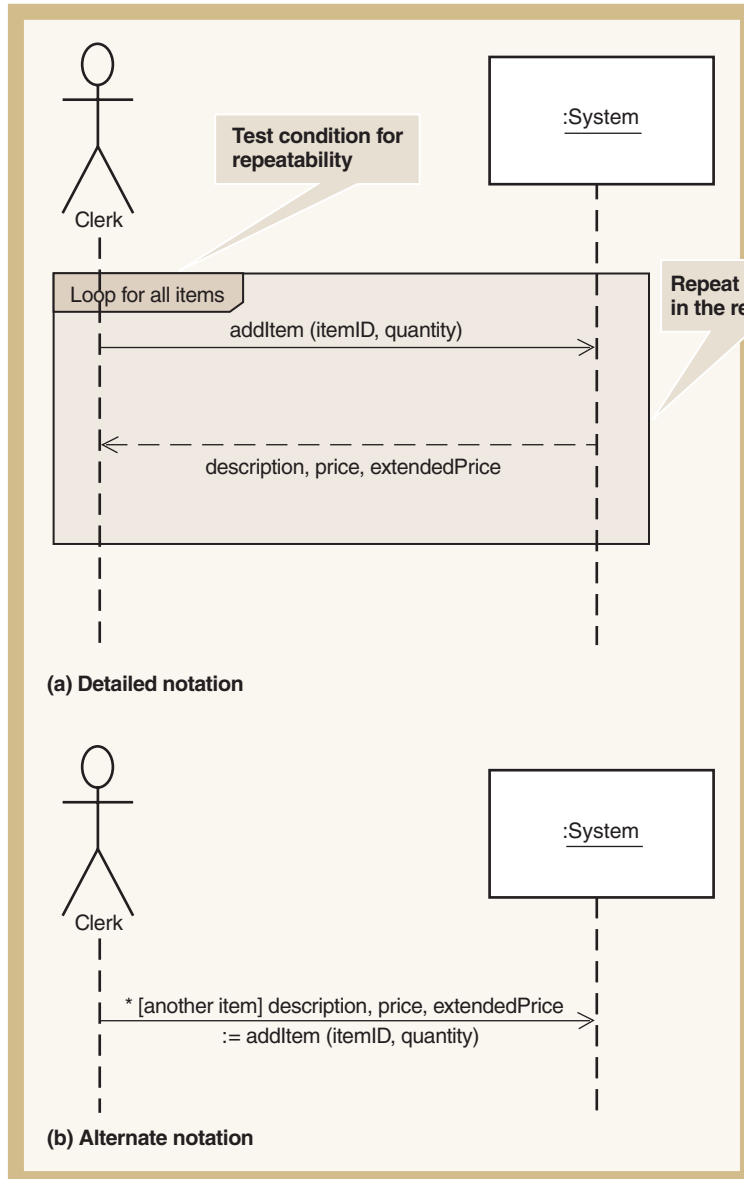 :System
Test condition for
repeatability
Clerk
Loop for all items
Repeat
in the
addItem (itemID, quantity)
description, price, extendedPrice
(a) Detailed notation
:System
Clerk
* [another item] description, price, extendedPrice
:= addItem (itemID, quantity)
(b) Alternate notation